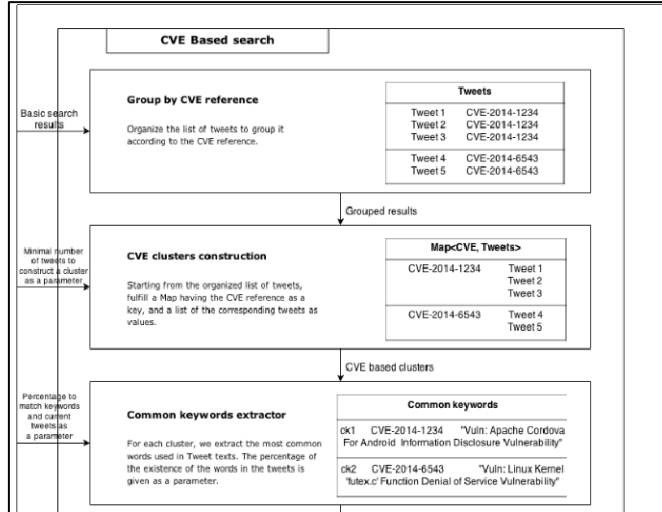 CVE Based search
Basic search
results
Group by CVE reference
Organize the list of tweets to group it
according to the CVE reference.
Tweets
Tweet 1 CVE-2014-1234
Tweet 2 CVE-2014-1234
Tweet 3 CVE-2014-1234
Tweet 4 CVE-2014-6543
Tweet 5 CVE-2014-6543
Grouped results
Minimal number
of tweets to
construct a cluster
as a parameter
CVE clusters construction
Starting from the organized list of tweets,
fulfill a Map having the CVE reference as a
key, and a list of the corresponding tweets as
values.
Map<CVE, Tweets>
CVE-2014-1234 Tweet 1
Tweet 2
Tweet 3
CVE-2014-6543 Tweet 4
Tweet 5
CVE based clusters
Percentage to
match keywords
and current
tweets as
a parameter
Common keywords extractor
For each cluster, we extract the most common
words used in Tweet texts. The percentage of
the existence of the words in the tweets is
given as a parameter.
Common keywords
ck1 CVE-2014-1234 "Vuln: Apache Cordova
For Android Information Disclosure Vulnerability"
ck2 CVE-2014-6543 "Vuln: Linux Kernel
'futex.c' Function Denial of Service Vulnerability"